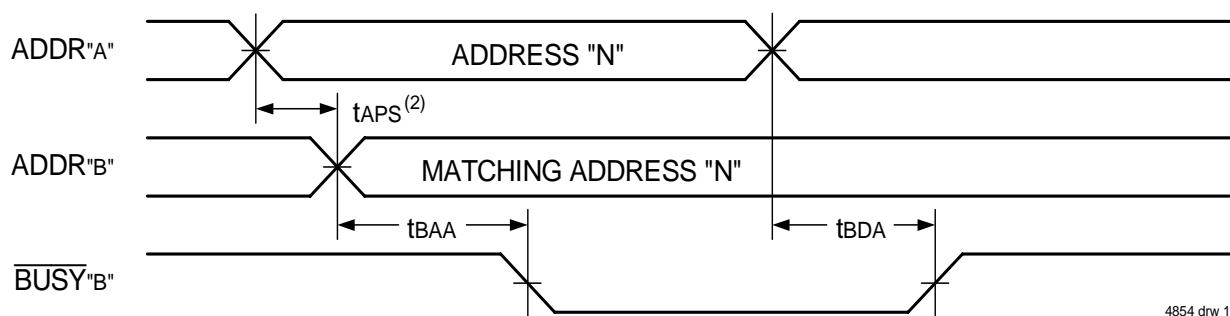 ADDR"A"
ADDRESS "N"
tAPS(2)
ADDR"B"
MATCHING ADDRESS "N"
tBAA
tBDA
BUSY"B"
4854 drw 1